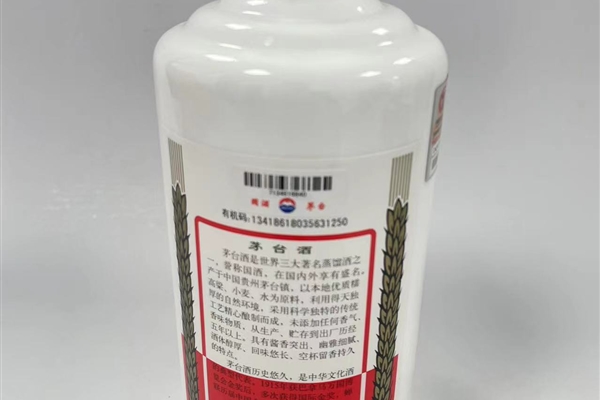 国酒 茅台
有机码:13418618035631250
茅台酒
茅台酒是世界三大著名蒸馏酒之
一,誉称国酒,在国内外享有盛名,
产于中国贵州茅台镇,以本地优质糯
高粱、小麦、水为原料,利用得天独
厚的自然环境,采用科学独特的传统
工艺精心酿制而成,未添加任何香气、
香味物质,从生产、贮存到出厂历经
五年以上,具有酱香突出、幽雅细腻、
酒体醇厚、回味悠长、空杯留香持久
的特点。
茅台酒历史悠久,是中华文化酒